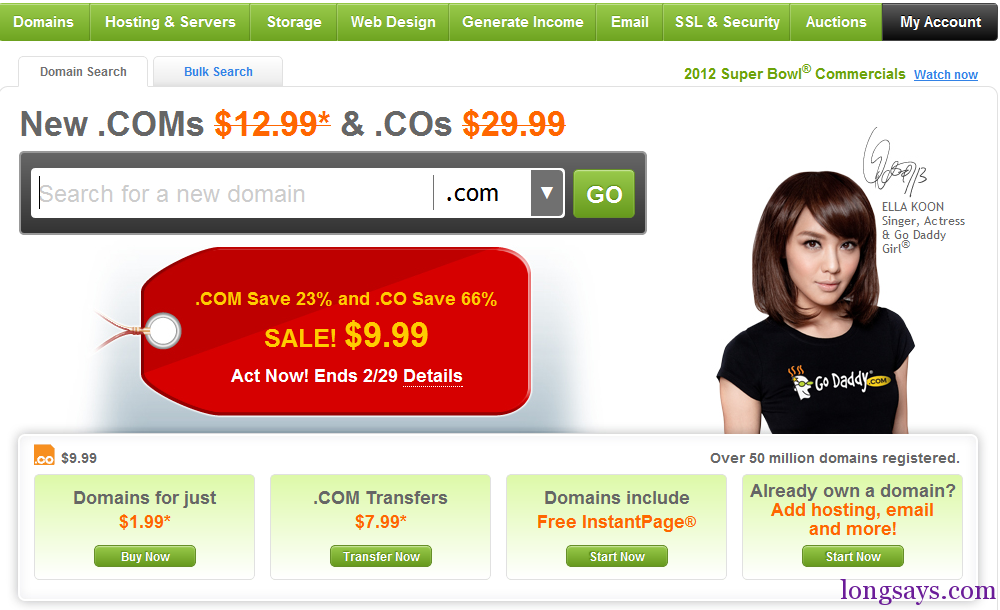 Domains
Hosting & Servers
Storage
Web Design
Generate Income
Email
SSL & Security
Auctions
My Account
Domain Search
Bulk Search
2012 Super Bowl® Commercials Watch now
New .COMs $12.99* & .COs $29.99
Search for a new domain
.com
GO
ELLA KOON
Singer, Actress
& Go Daddy
Girl®
.COM Save 23% and .CO Save 66%
SALE! $9.99
Act Now! Ends 2/29 Details
Go Daddy®.COM
.co $9.99
Over 50 million domains registered.
Domains for just
$1.99*
Buy Now
.COM Transfers
$7.99*
Transfer Now
Domains include
Free InstantPage®
Start Now
Already own a domain?
Add hosting, email
and more!
Start Now
longsays.com